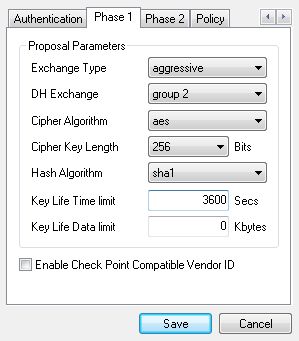 Authentication Phase 1 Phase 2 Policy
Proposal Parameters
Exchange Type aggressive
DH Exchange group 2
Cipher Algorithm aes
Cipher Key Length 256 Bits
Hash Algorithm sha1
Key Life Time limit 3600 Secs
Key Life Data limit 0 Kbytes
Enable Check Point Compatible Vendor ID
Save Cancel